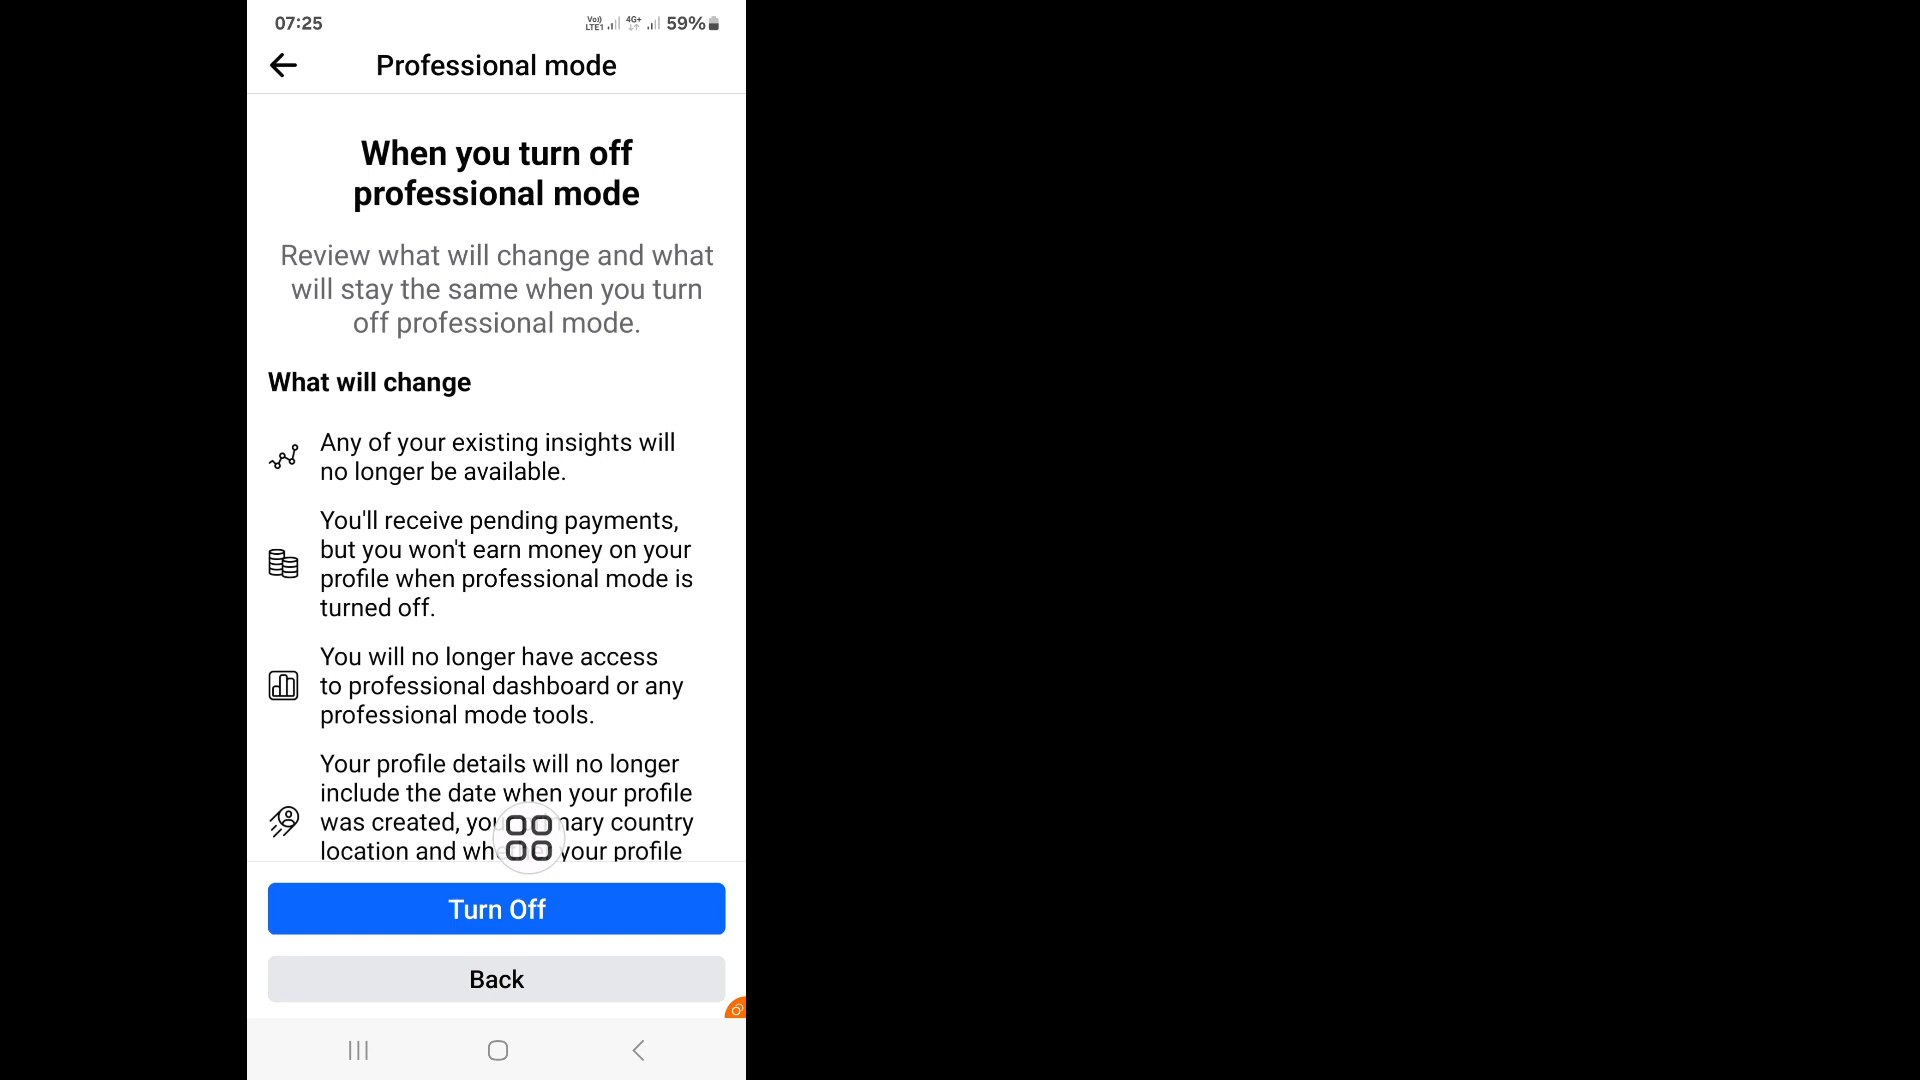 07:25
Vo))
LTE1
4G+
59%
Professional mode
When you turn off
professional mode
Review what will change and what
will stay the same when you turn
off professional mode.
What will change
Any of your existing insights will
no longer be available.
You'll receive pending payments,
but you won't earn money on your
profile when professional mode is
turned off.
You will no longer have access
to professional dashboard or any
professional mode tools.
Your profile details will no longer
include the date when your profile
was created, country
location and your profile
Turn Off
Back